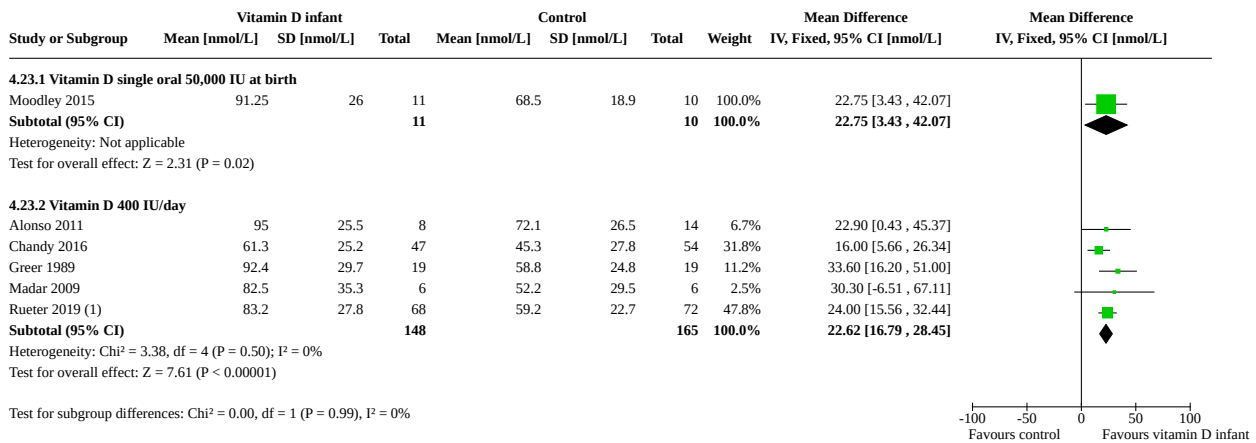 Vitamin D infant Control Mean Difference Mean Difference
Study or Subgroup Mean [nmol/L] SD [nmol/L] Total Mean [nmol/L] SD [nmol/L] Total Weight IV, Fixed, 95% CI [nmol/L] IV, Fixed, 95% CI [nmol/L]
4.23.1 Vitamin D single oral 50,000 IU at birth
Moodley 2015 91.25 26 11 68.5 18.9 10 100.0% 22.75 [3.43 , 42.07]
Subtotal (95% CI) 11 10 100.0% 22.75 [3.43 , 42.07]
Heterogeneity: Not applicable
Test for overall effect: Z = 2.31 (P = 0.02)
4.23.2 Vitamin D 400 IU/day
Alonso 2011 95 25.5 8 72.1 26.5 14 6.7% 22.90 [0.43 , 45.37]
Chandy 2016 61.3 25.2 47 45.3 27.8 54 31.8% 16.00 [5.66 , 26.34]
Greer 1989 92.4 29.7 19 58.8 24.8 19 11.2% 33.60 [16.20 , 51.00]
Madar 2009 82.5 35.3 6 52.2 29.5 6 2.5% 30.30 [-6.51 , 67.11]
Rueter 2019 (1) 83.2 27.8 68 59.2 22.7 72 47.8% 24.00 [15.56 , 32.44]
Subtotal (95% CI) 148 165 100.0% 22.62 [16.79 , 28.45]
Heterogeneity: Chi² = 3.38, df = 4 (P = 0.50); I² = 0%
Test for overall effect: Z = 7.61 (P < 0.00001)
Test for subgroup differences: Chi² = 0.00, df = 1 (P = 0.99), I² = 0%
-100 -50 0 50 100
Favours control Favours vitamin D infant